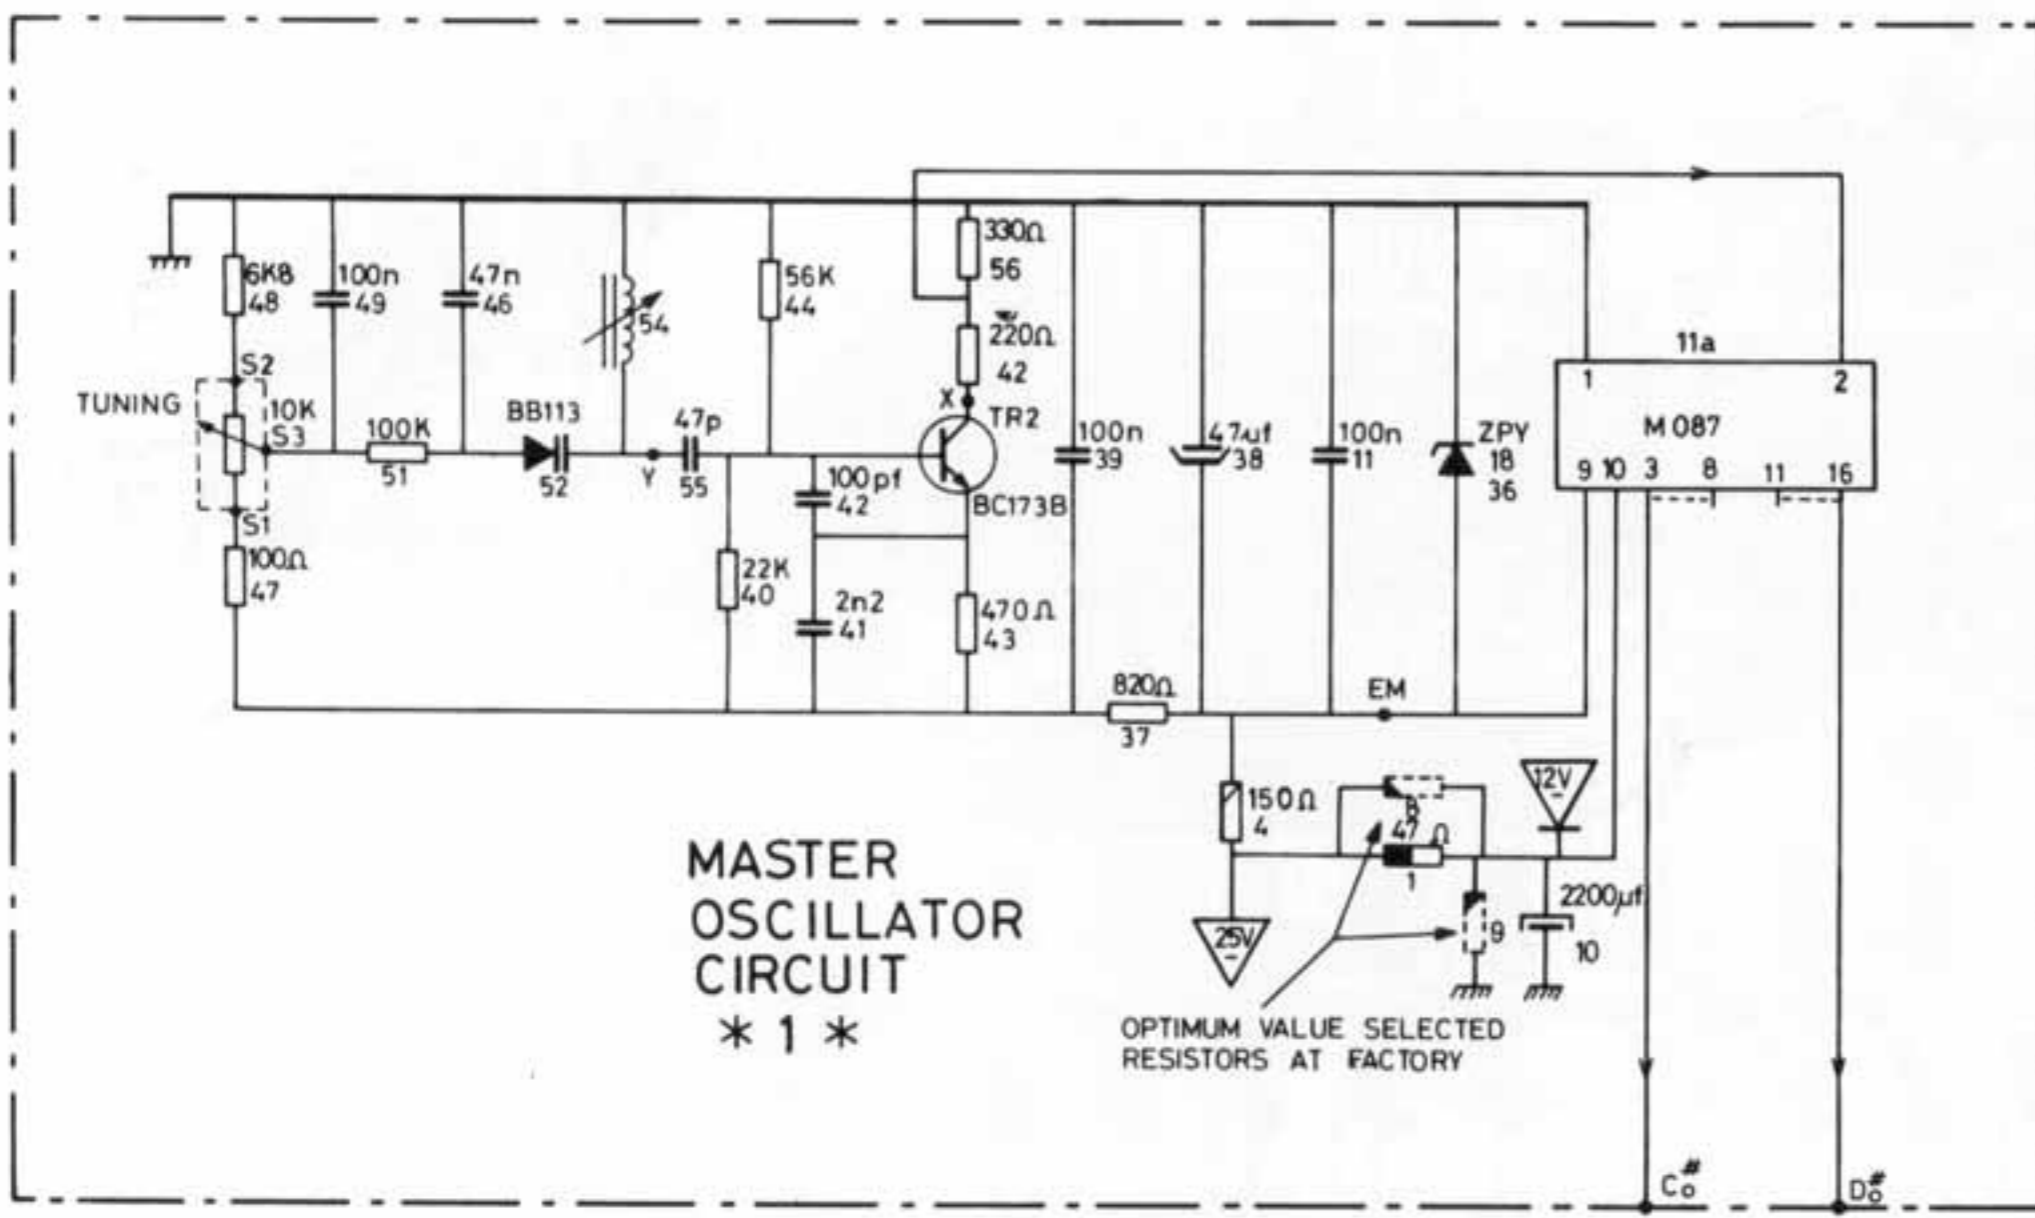 330Ω
56
6K8
48
100n
49
47n
46
54
56K
44
220Ω
42
11a
1
2
S2
TUNING
10K
S3
100K
51
BB113
52
Y
47p
55
X
TR2
BC173B
100n
39
47uf
38
100n
11
ZPY
18
36
M087
9 10 3 8 11 16
S1
100Ω
47
100pf
42
22K
40
2n2
41
470Ω
43
820Ω
37
EM
150Ω
4
8
47Ω
1
12V
-
25V
-
9
2200µf
10
MASTER
OSCILLATOR
CIRCUIT
* 1 *
OPTIMUM VALUE SELECTED
RESISTORS AT FACTORY
C#o
D#o